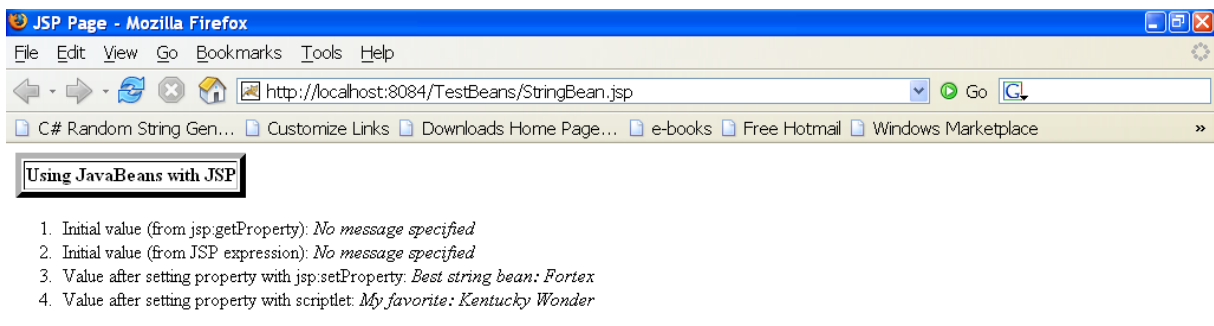 JSP Page - Mozilla Firefox
File Edit View Go Bookmarks Tools Help
http://localhost:8084/TestBeans/StringBean.jsp Go G
C# Random String Gen... Customize Links Downloads Home Page... e-books Free Hotmail Windows Marketplace »
Using JavaBeans with JSP
1. Initial value (from jsp:getProperty): No message specified
2. Initial value (from JSP expression): No message specified
3. Value after setting property with jsp:setProperty: Best string bean: Fortex
4. Value after setting property with scriptlet: My favorite: Kentucky Wonder